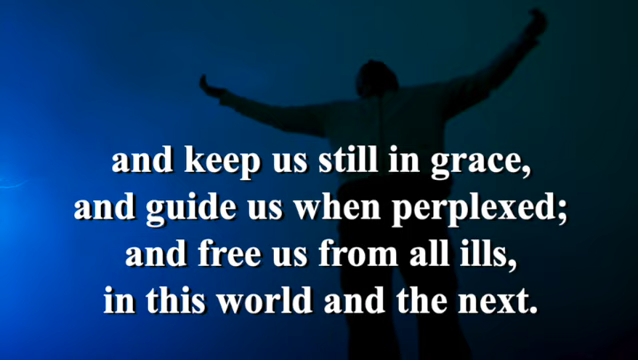 and keep us still in grace,
and guide us when perplexed;
and free us from all ills,
in this world and the next.